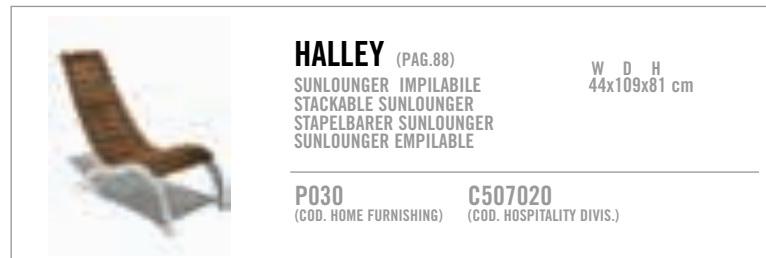 HALLEY (PAG.88)
W D H
SUNLOUNGER IMPILABILE 44x109x81 cm
STACKABLE SUNLOUNGER
STAPELBARER SUNLOUNGER
SUNLOUNGER EMPILABLE
P030 C507020
(COD. HOME FURNISHING) (COD. HOSPITALITY DIVIS.)